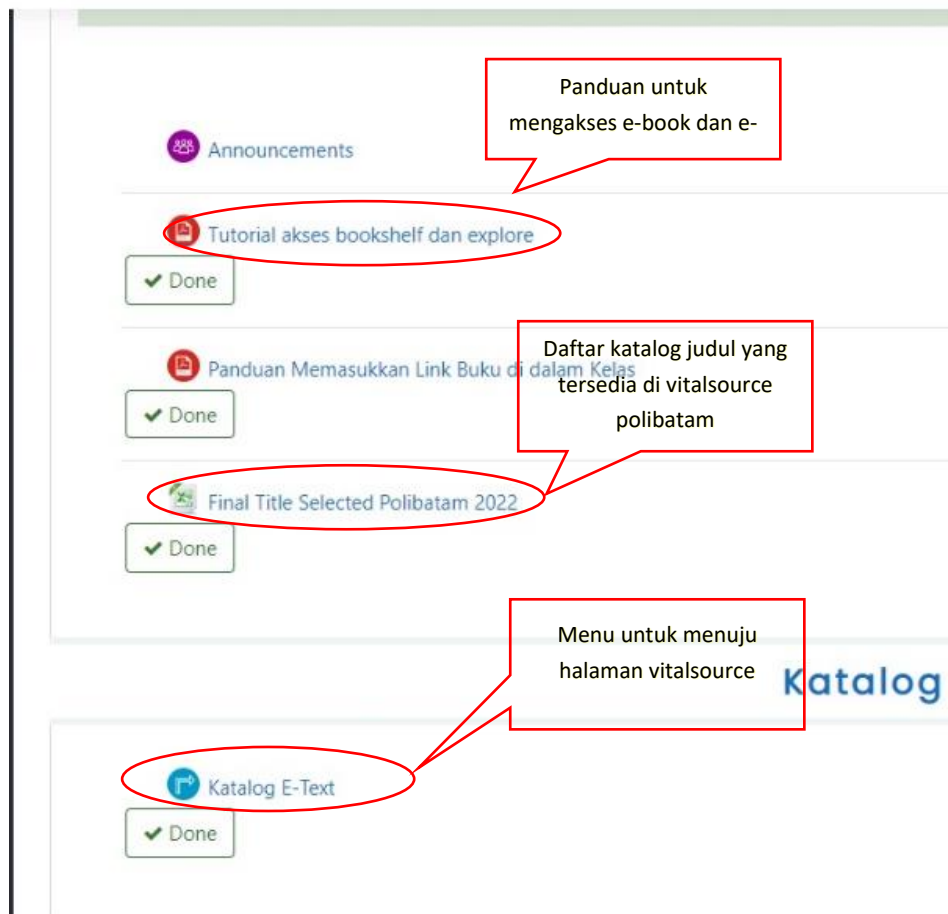 Panduan untuk
mengakses e-book dan e-
Announcements
Tutorial akses bookshelf dan explore
✔ Done
Daftar katalog judul yang
tersedia di vitalsource
polibatam
Panduan Memasukkan Link Buku di dalam Kelas
✔ Done
Final Title Selected Polibatam 2022
✔ Done
Menu untuk menuju
halaman vitalsource
Katalog
Katalog E-Text
✔ Done